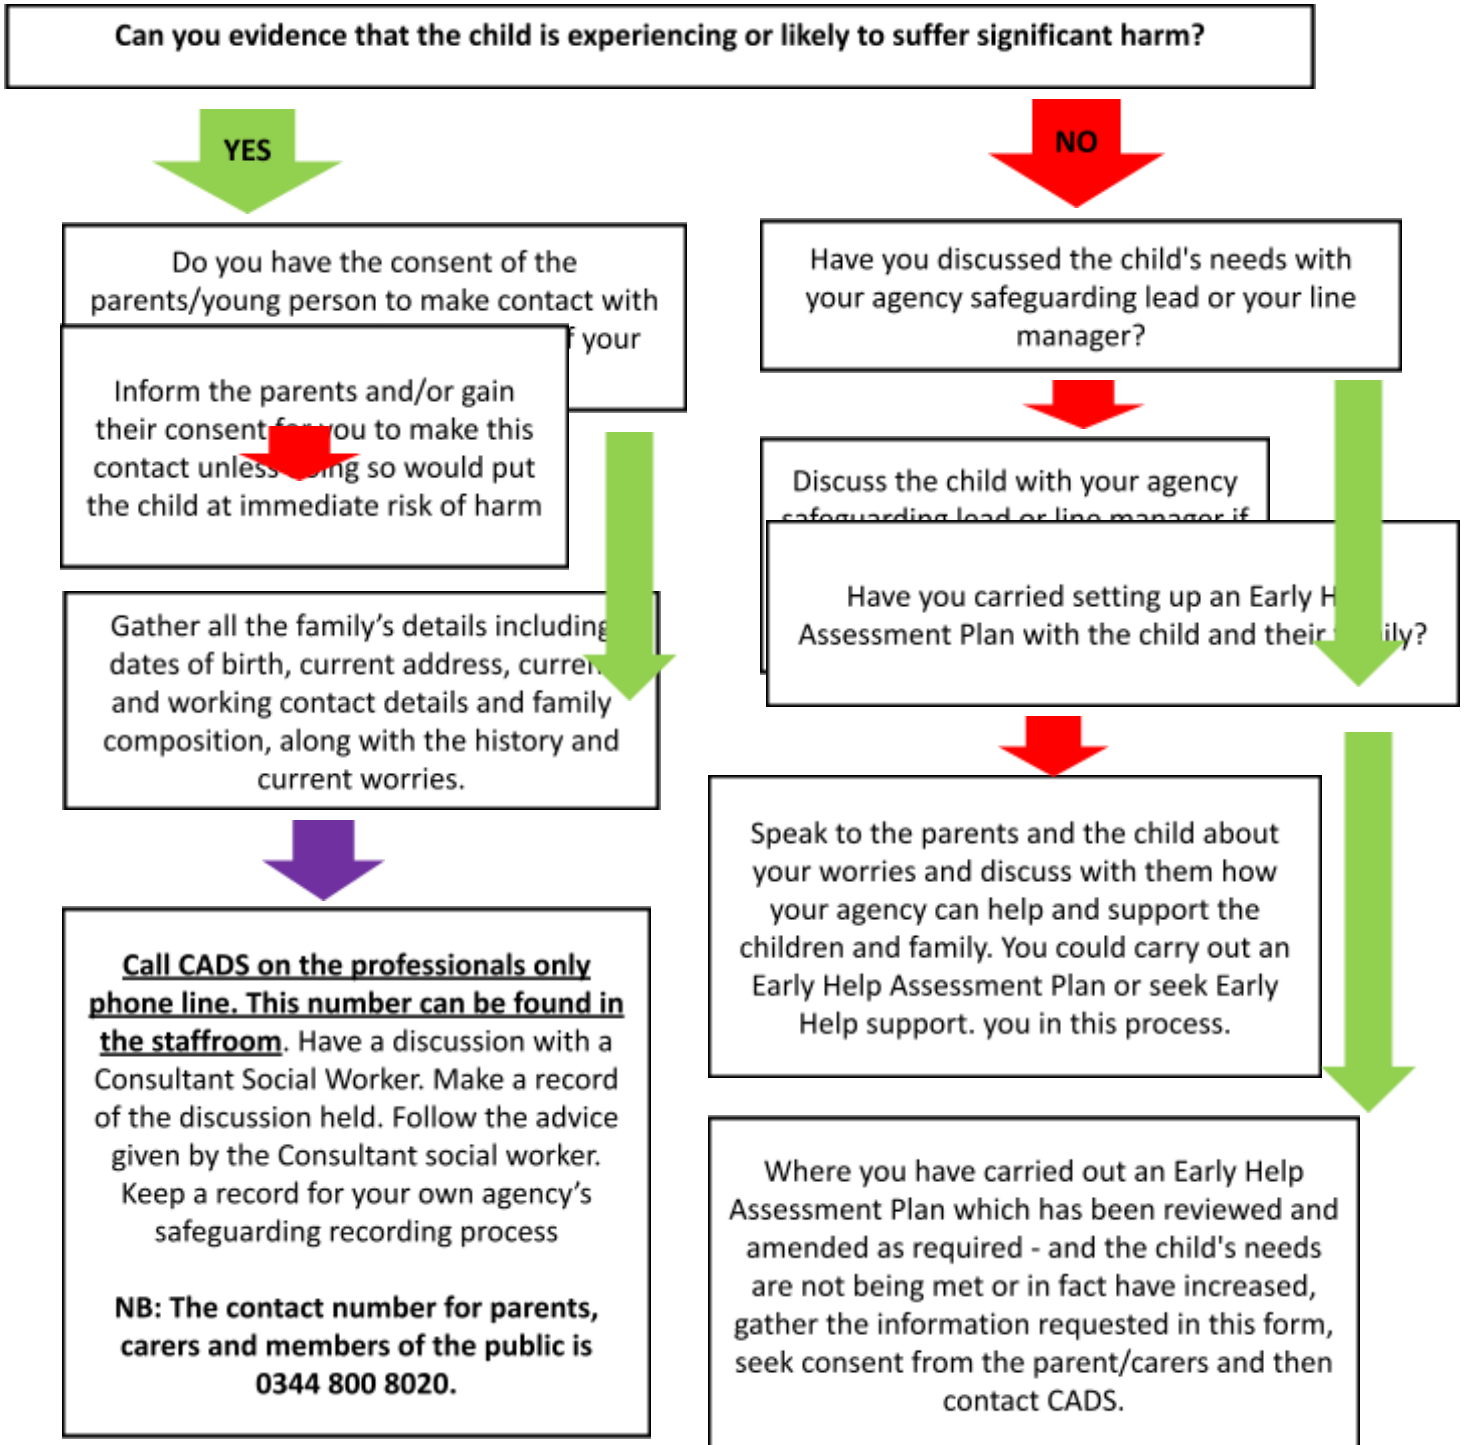 Can you evidence that the child is experiencing or likely to suffer significant harm?
YES
NO
Do you have the consent of the
parents/young person to make contact with
your
Inform the parents and/or gain
their consent for you to make this
contact unless so would put
the child at immediate risk of harm
Gather all the family’s details including
dates of birth, current address,
and working contact details and family
composition, along with the history and
current worries.
Call CADS on the professionals only
phone line. This number can be found in
the staffroom. Have a discussion with a
Consultant Social Worker. Make a record
of the discussion held. Follow the advice
given by the Consultant social worker.
Keep a record for your own agency’s
safeguarding recording process
NB: The contact number for parents,
carers and members of the public is
0344 800 8020.
Have you discussed the child's needs with
your agency safeguarding lead or your line
manager?
Discuss the child with your agency
safeguarding lead or line manager if
Have you carried setting up an Early
Assessment Plan with the child and their
Speak to the parents and the child about
your worries and discuss with them how
your agency can help and support the
children and family. You could carry out an
Early Help Assessment Plan or seek Early
Help support. you in this process.
Where you have carried out an Early Help
Assessment Plan which has been reviewed and
amended as required - and the child's needs
are not being met or in fact have increased,
gather the information requested in this form,
seek consent from the parent/carers and then
contact CADS.